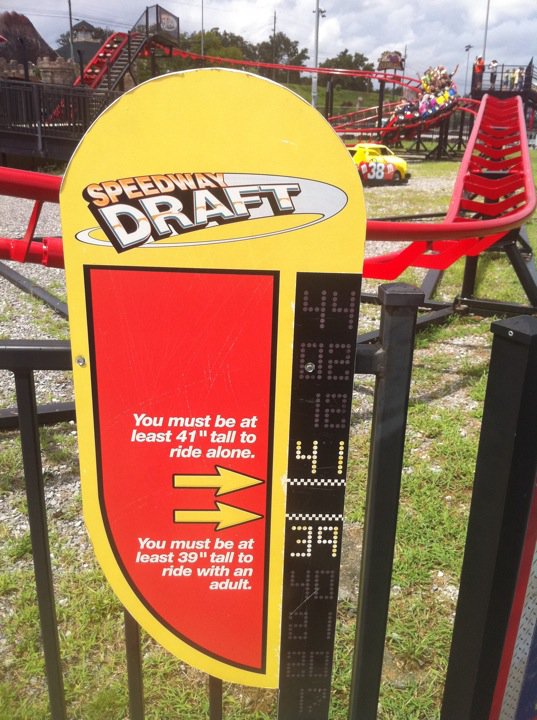 SPEEDWAY
DRAFT
38
44
02
You must be at
least 41" tall to
ride alone.
41
39
You must be at
least 39" tall to
ride with an
adult.